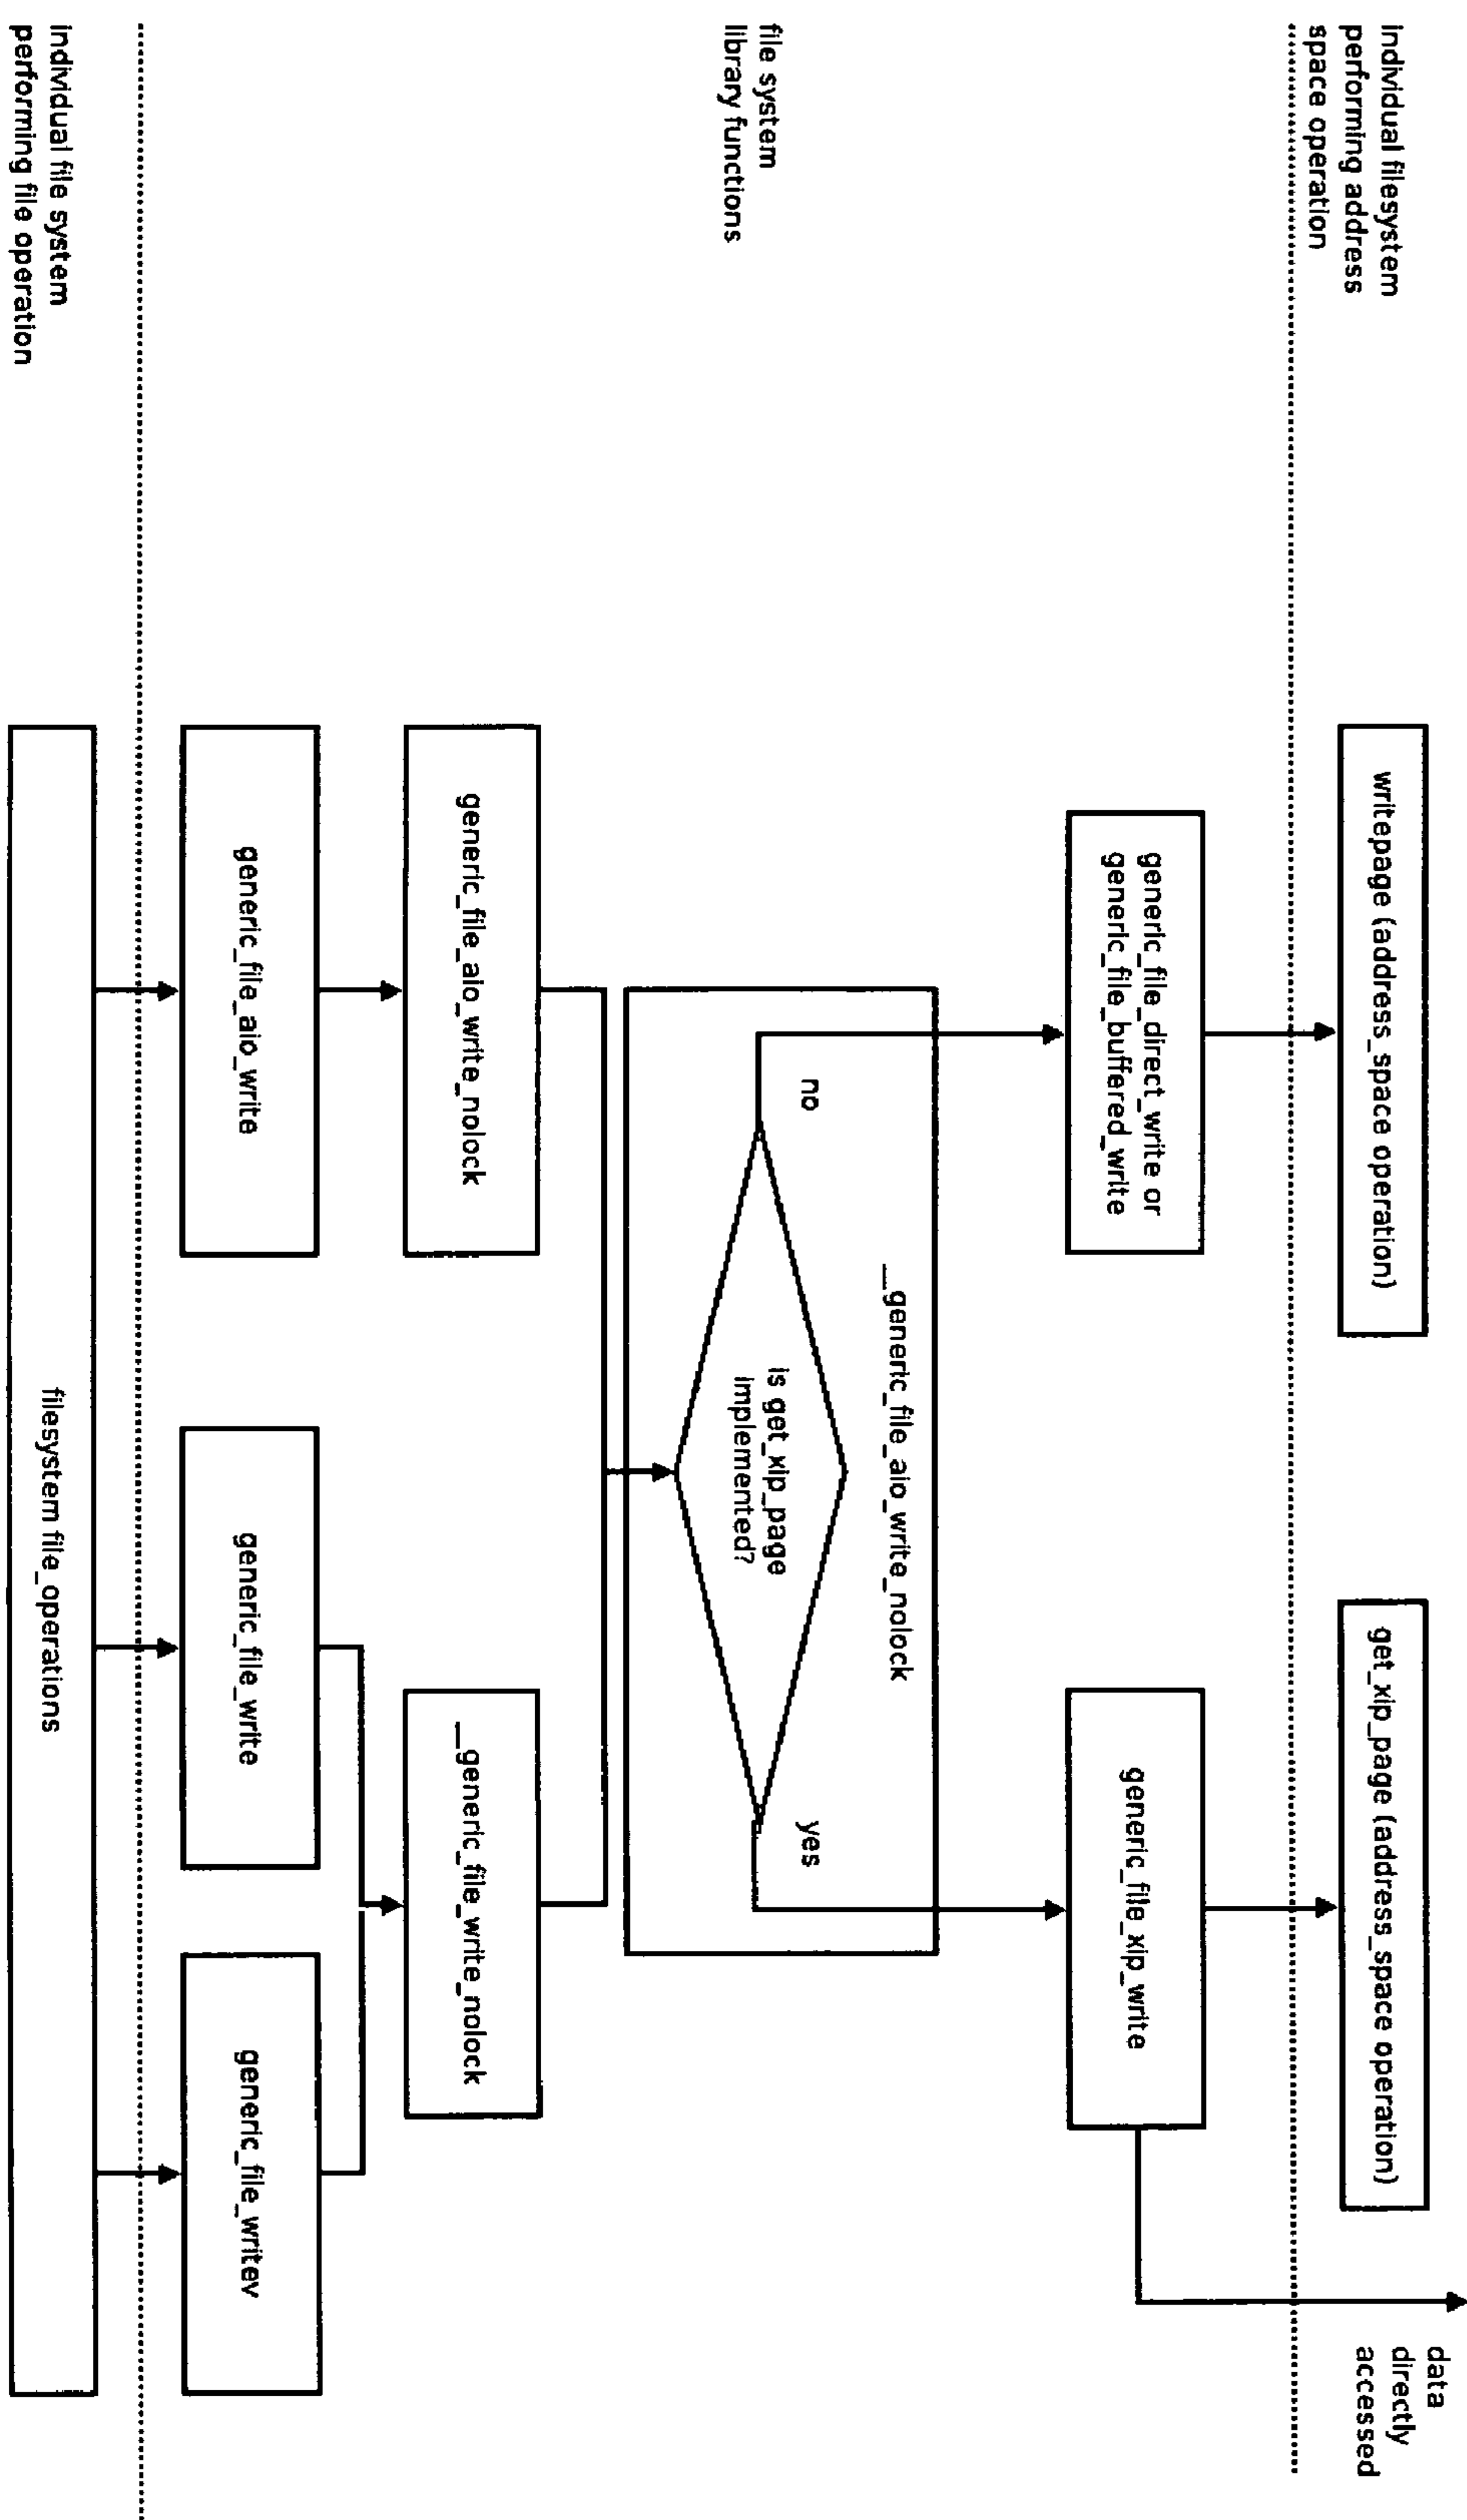 individual filesystem
performing address
space operation
writepage (address_space operation)
get_xip_page (address_space operation)
data
directly
accessed
generic_file_direct_write or
generic_file_buffered_write
generic_file_xip_write
file system
library functions
__generic_file_aio_write_nolock
no
yes
is get_xip_page
implemented?
generic_file_aio_write_nolock
__generic_file_write_nolock
generic_file_aio_write
generic_file_write
generic_file_writev
individual file system
performing file operation
filesystem file_operations